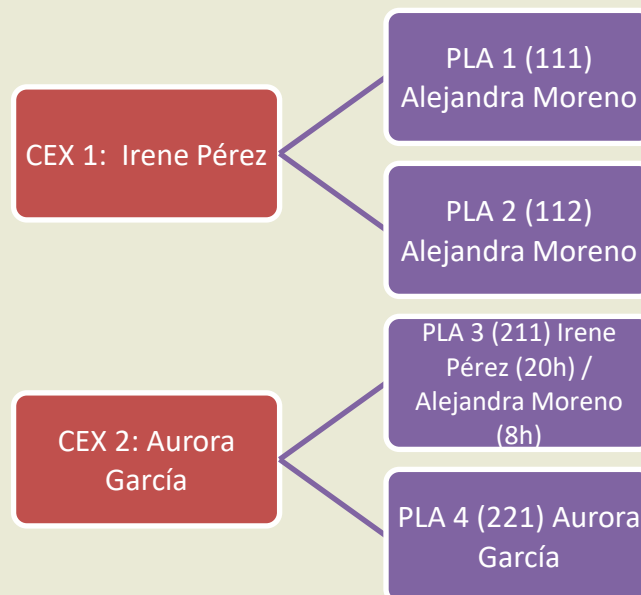 CEX 1:  Irene Pérez
PLA 1 (111)
Alejandra Moreno
PLA 2 (112)
Alejandra Moreno
CEX 2: Aurora
García
PLA 3 (211) Irene
Pérez (20h) /
Alejandra Moreno
(8h)
PLA 4 (221) Aurora
García